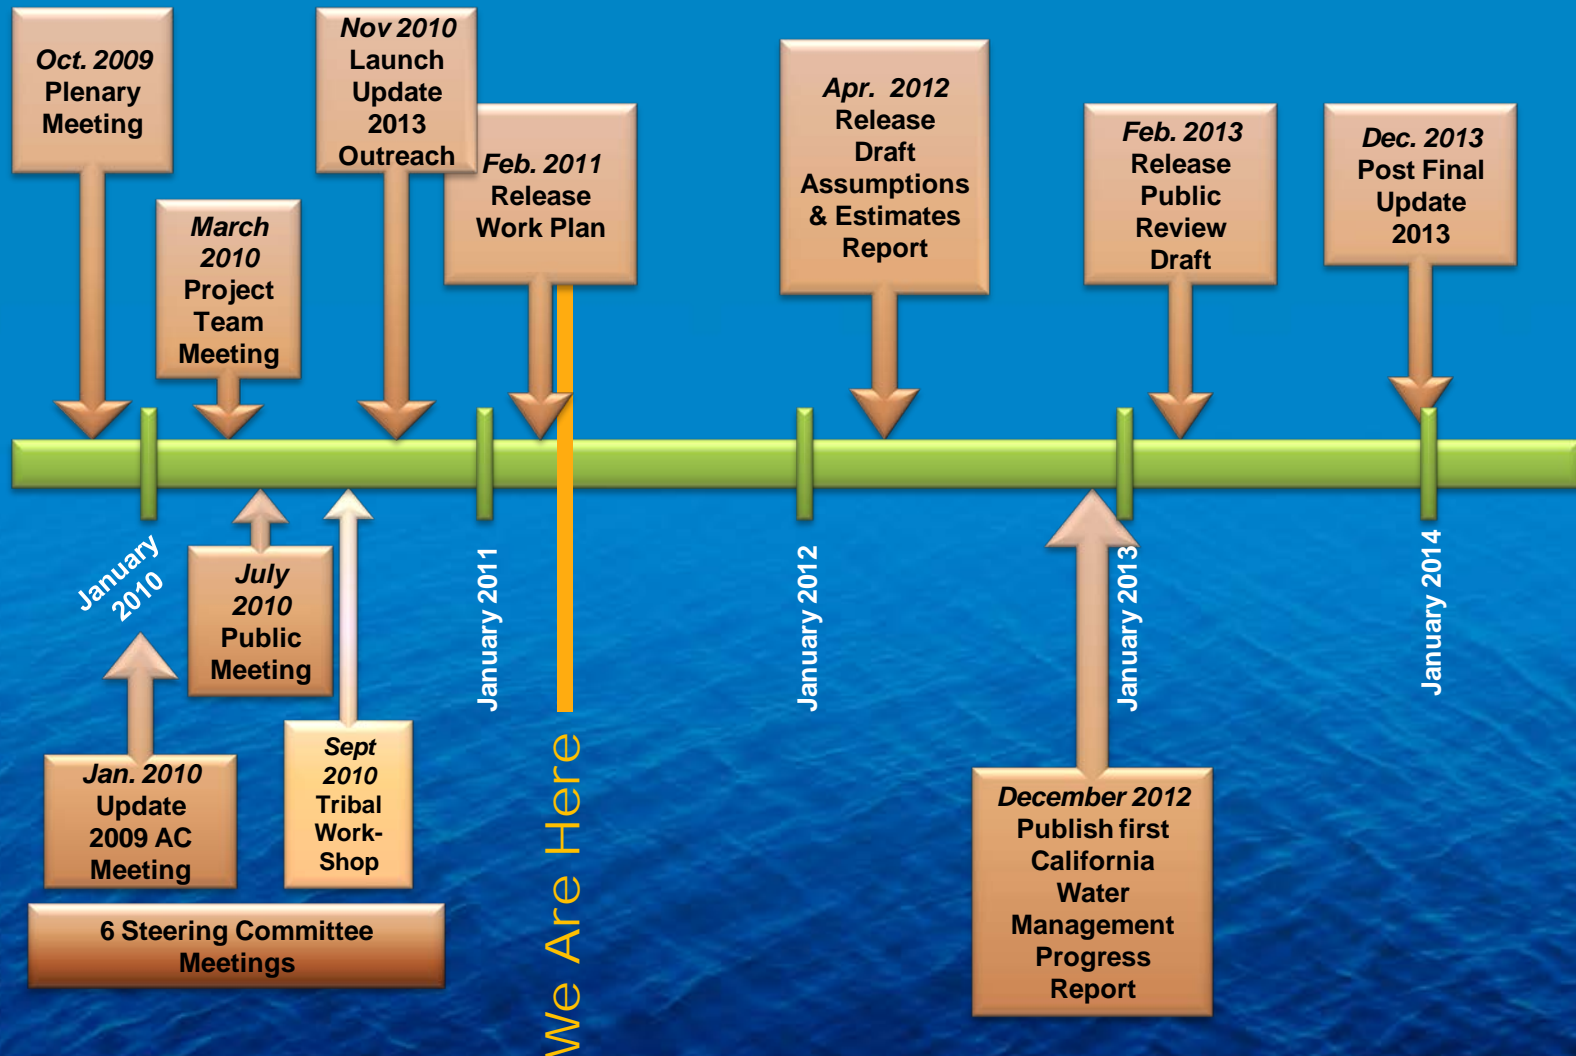 Oct. 2009
Plenary
Meeting
March
2010
Project
Team
Meeting
Nov 2010
Launch
Update
2013
Outreach
Feb. 2011
Release
Work Plan
Apr. 2012
Release
Draft
Assumptions
& Estimates
Report
Feb. 2013
Release
Public
Review
Draft
Dec. 2013
Post Final
Update
2013
January
2010
January 2011
January 2012
January 2013
January 2014
Jan. 2010
Update
2009 AC
Meeting
July
2010
Public
Meeting
Sept
2010
Tribal
Work-
Shop
We Are Here
December 2012
Publish first
California
Water
Management
Progress
Report
6 Steering Committee
Meetings